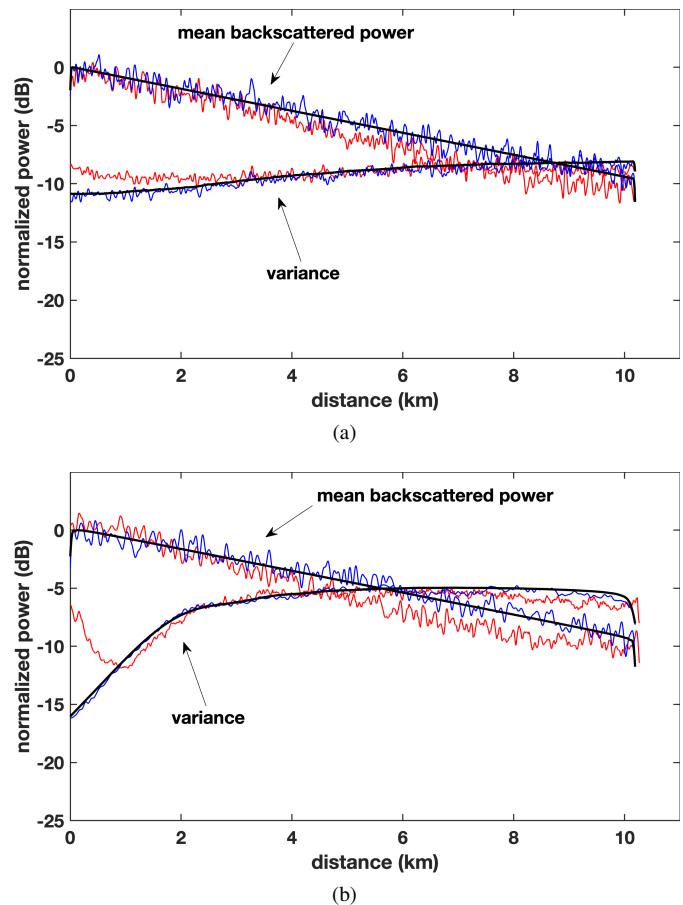 mean backscattered power
0
-5
-10
-15
-20
-25
normalized power (dB)
variance
0 2 4 6 8 10
distance (km)
(a)
mean backscattered power
0
-5
-10
-15
-20
-25
normalized power (dB)
variance
0 2 4 6 8 10
distance (km)
(b)